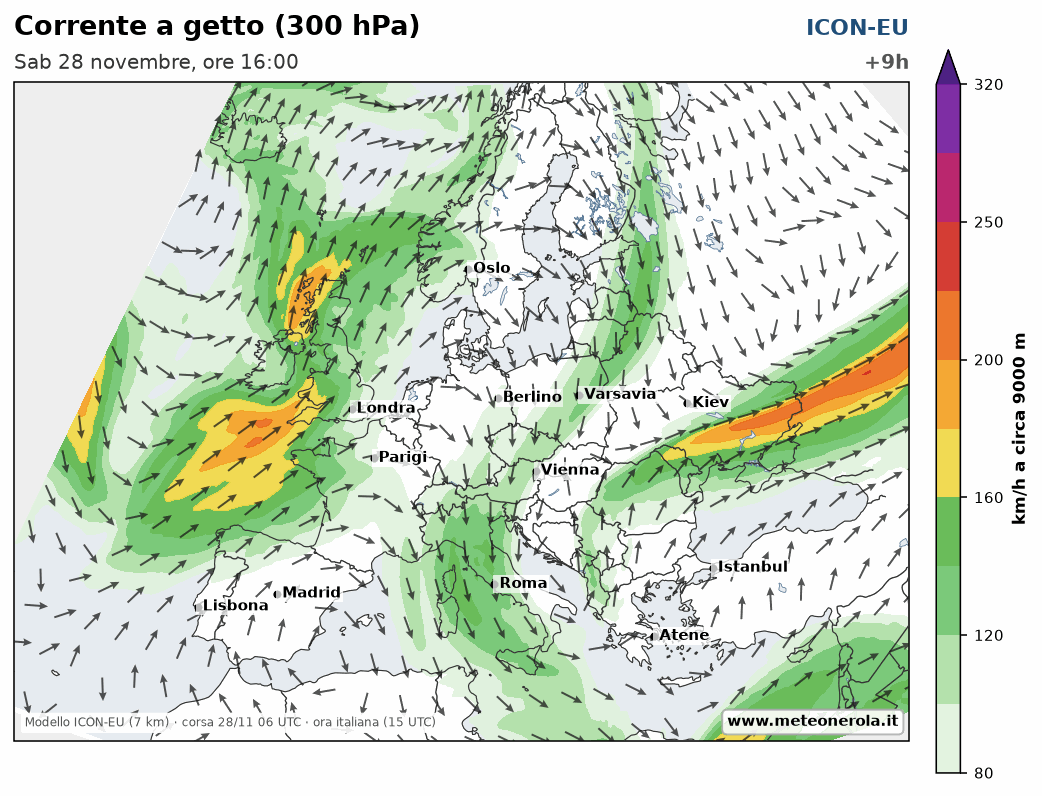 Corrente a getto (300 hPa)
ICON-EU
Sab 28 novembre, ore 16:00
+9h
320
250
200
160
120
80
km/h a circa 9000 m
Oslo
Berlino
Varsavia
Kiev
Londra
Parigi
Vienna
Istanbul
Roma
Madrid
Lisbona
Atene
Modello ICON-EU (7 km) · corsa 28/11 06 UTC · ora italiana (15 UTC)
www.meteonerola.it